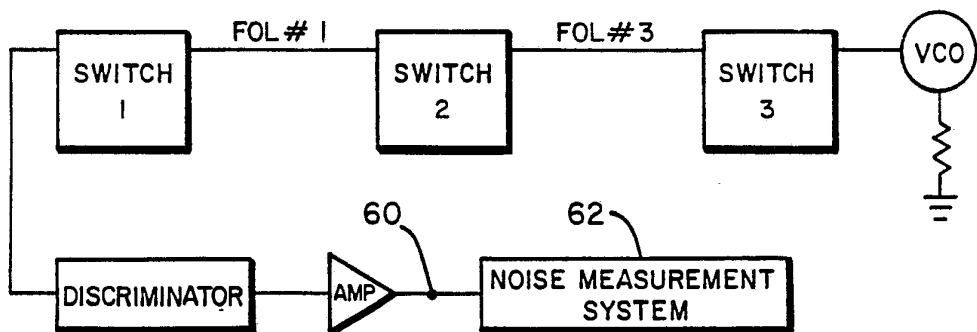 FOL# 1
FOL#3
SWITCH
1
SWITCH
2
SWITCH
3
VCO
60
62
DISCRIMINATOR
AMP
NOISE MEASUREMENT
SYSTEM